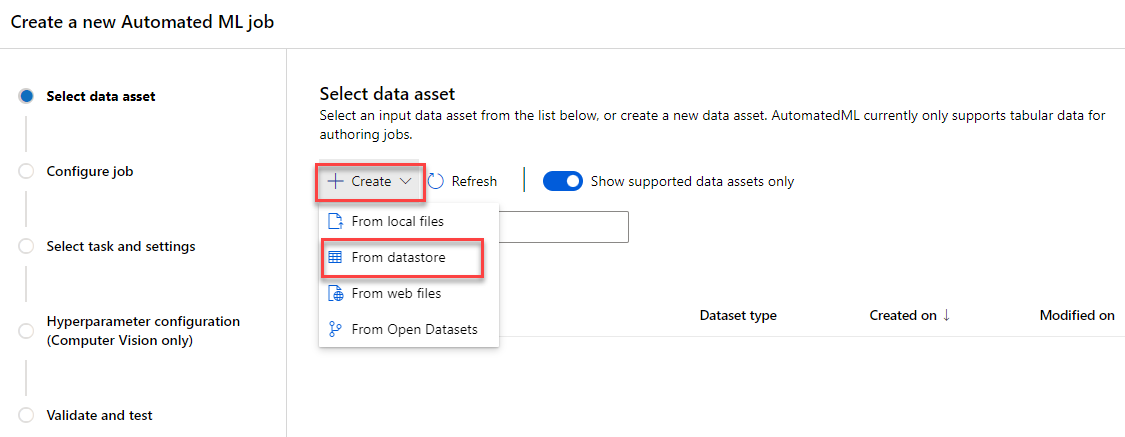 Create a new Automated ML job
Select data asset
Configure job
Select task and settings
Hyperparameter configuration
(Computer Vision only)
Validate and test
Select data asset
Select an input data asset from the list below, or create a new data asset. AutomatedML currently only supports tabular data for
authoring jobs.
Create
Refresh
Show supported data assets only
From local files
From datastore
From web files
From Open Datasets
Dataset type
Created on ↓
Modified on